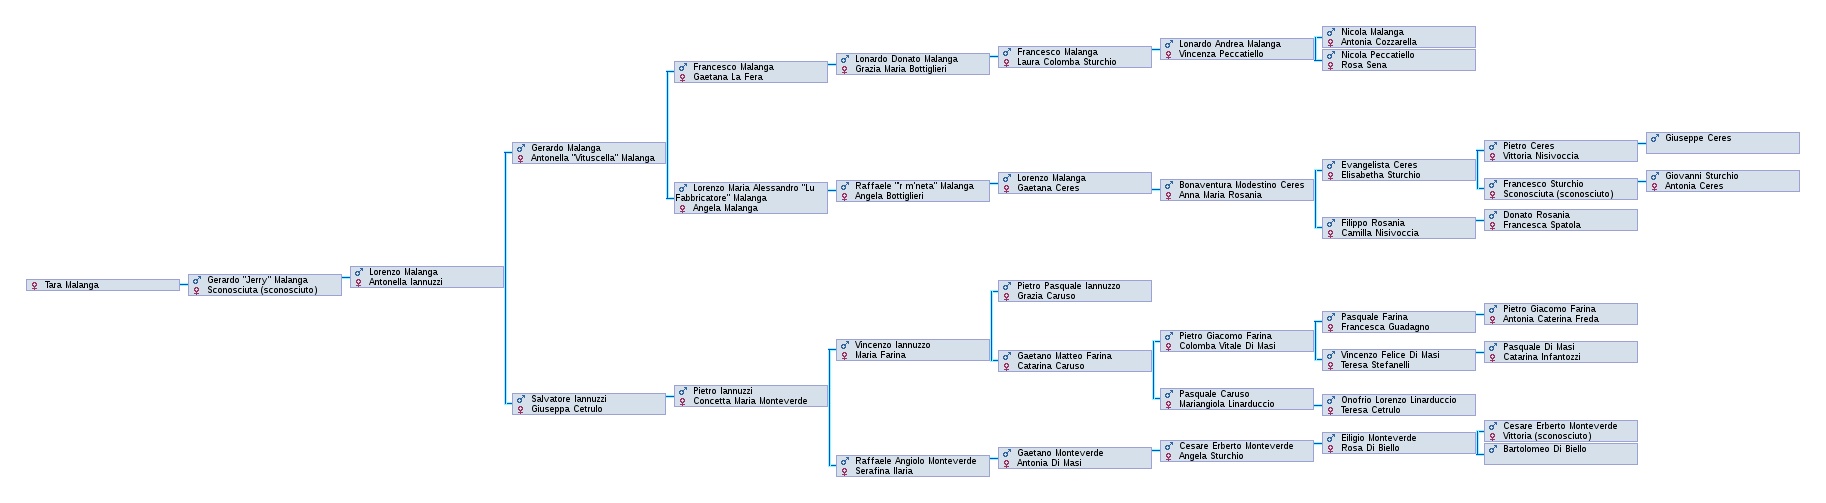 Tara Malanga
Gerardo "Jerry" Malanga
Sconosciuta (sconosciuto)
Lorenzo Malanga
Antonella Iannuzzi
Gerardo Malanga
Antonella "Vituscella" Malanga
Salvatore Iannuzzi
Giuseppa Cetrulo
Francesco Malanga
Gaetana La Fera
Lorenzo Maria Alessandro "Lu
Fabbricatore" Malanga
Angela Malanga
Pietro Iannuzzi
Concetta Maria Monteverde
Lonardo Donato Malanga
Grazia Maria Bottiglieri
Raffaele "'r m'neta" Malanga
Angela Bottiglieri
Vincenzo Iannuzzo
Maria Farina
Raffaele Angiolo Monteverde
Serafina Ilaria
Francesco Malanga
Laura Colomba Sturchio
Lorenzo Malanga
Gaetana Ceres
Pietro Pasquale Iannuzzo
Grazia Caruso
Gaetano Matteo Farina
Catarina Caruso
Gaetano Monteverde
Antonia Di Masi
Lonardo Andrea Malanga
Vincenza Peccatiello
Bonaventura Modestino Ceres
Anna Maria Rosania
Pietro Giacomo Farina
Colomba Vitale Di Masi
Pasquale Caruso
Mariangiola Linarduccio
Cesare Erberto Monteverde
Angela Sturchio
Nicola Malanga
Antonia Cozzarella
Nicola Peccatiello
Rosa Sena
Evangelista Ceres
Elisabetha Sturchio
Filippo Rosania
Camilla Nisivoccia
Pasquale Farina
Francesca Guadagno
Vincenzo Felice Di Masi
Teresa Stefanelli
Onofrio Lorenzo Linarduccio
Teresa Cetrulo
Eiligio Monteverde
Rosa Di Biello
Pietro Ceres
Vittoria Nisivoccia
Francesco Sturchio
Sconosciuta (sconosciuto)
Donato Rosania
Francesca Spatola
Pietro Giacomo Farina
Antonia Caterina Freda
Pasquale Di Masi
Catarina Infantozzi
Cesare Erberto Monteverde
Vittoria (sconosciuto)
Bartolomeo Di Biello
Giuseppe Ceres
Giovanni Sturchio
Antonia Ceres